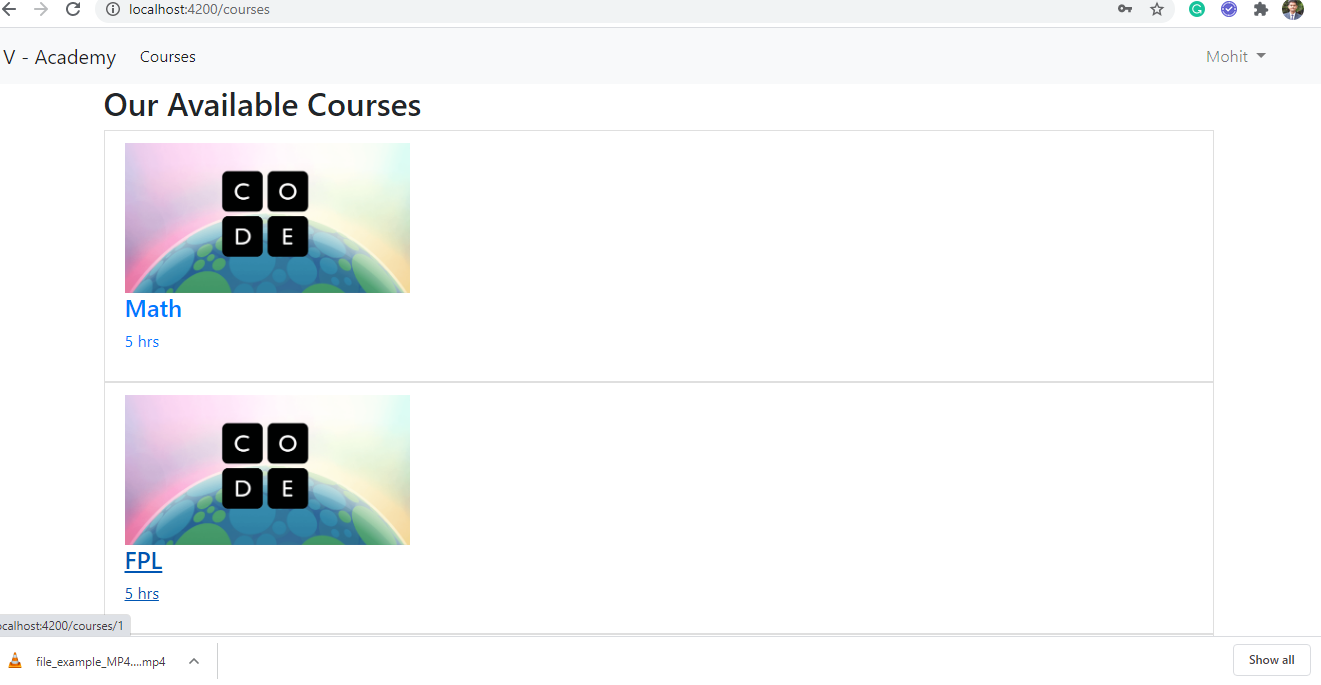 localhost:4200/courses
V - Academy Courses Mohit
Our Available Courses
C O
D E
Math
5 hrs
C O
D E
FPL
5 hrs
ocalhost:4200/courses/1
file_example_MP4....mp4 Show all